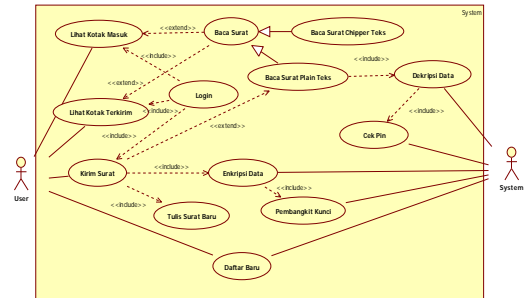 System
Lihat Kotak Masuk
<<extend>>
Baca Surat
Baca Surat Chipper Teks
<<include>>
<<include>>
Baca Surat Plain Teks
Dekripsi Data
<<extend>>
Login
Lihat Kotak Terkirim
<<include>>
<<include>>
<<extend>>
<<include>>
Cek Pin
User
Kirim Surat
<<include>>
Enkripsi Data
System
<<include>>
<<include>>
Tulis Surat Baru
Pembangkit Kunci
Daftar Baru